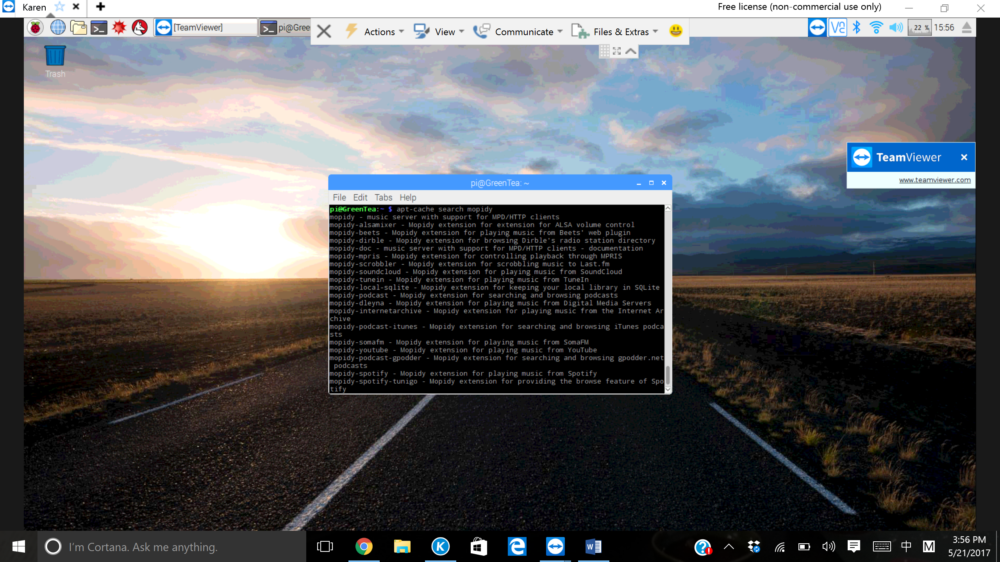 Karen
Free license (non-commercial use only)
[TeamViewer]
pi@Gree
Actions
View
Communicate
Files & Extras
22 %
15:56
Trash
TeamViewer
www.teamviewer.com
pi@GreenTea: ~
File Edit Tabs Help
pi@GreenTea:~ $ apt-cache search mopidy
mopidy - music server with support for MPD/HTTP clients
mopidy-alsamixer - Mopidy extension for extension for ALSA volume control
mopidy-beets - Mopidy extension for playing music from Beets' web plugin
mopidy-dirble - Mopidy extension for browsing Dirble's radio station directory
mopidy-doc - music server with support for MPD/HTTP clients - documentation
mopidy-mpris - Mopidy extension for controlling playback through MPRIS
mopidy-scrobbler - Mopidy extension for scrobbling music to Last.fm
mopidy-soundcloud - Mopidy extension for playing music from SoundCloud
mopidy-tunein - Mopidy extension for playing music from TuneIn
mopidy-local-sqlite - Mopidy extension for keeping your local library in SQLite
mopidy-podcast - Mopidy extension for searching and browsing podcasts
mopidy-dleyna - Mopidy extension for playing music from Digital Media Servers
mopidy-internetarchive - Mopidy extension for playing music from the Internet Ar
chive
mopidy-podcast-itunes - Mopidy extension for searching and browsing iTunes podca
sts
mopidy-somafm - Mopidy extension for playing music from SomaFM
mopidy-youtube - Mopidy extension for playing music from YouTube
mopidy-podcast-gpodder - Mopidy extension for searching and browsing gpodder.net
 podcasts
mopidy-spotify - Mopidy extension for playing music from Spotify
mopidy-spotify-tunigo - Mopidy extension for providing the browse feature of Spo
tify
I'm Cortana. Ask me anything.
中
M
3:56 PM
5/21/2017